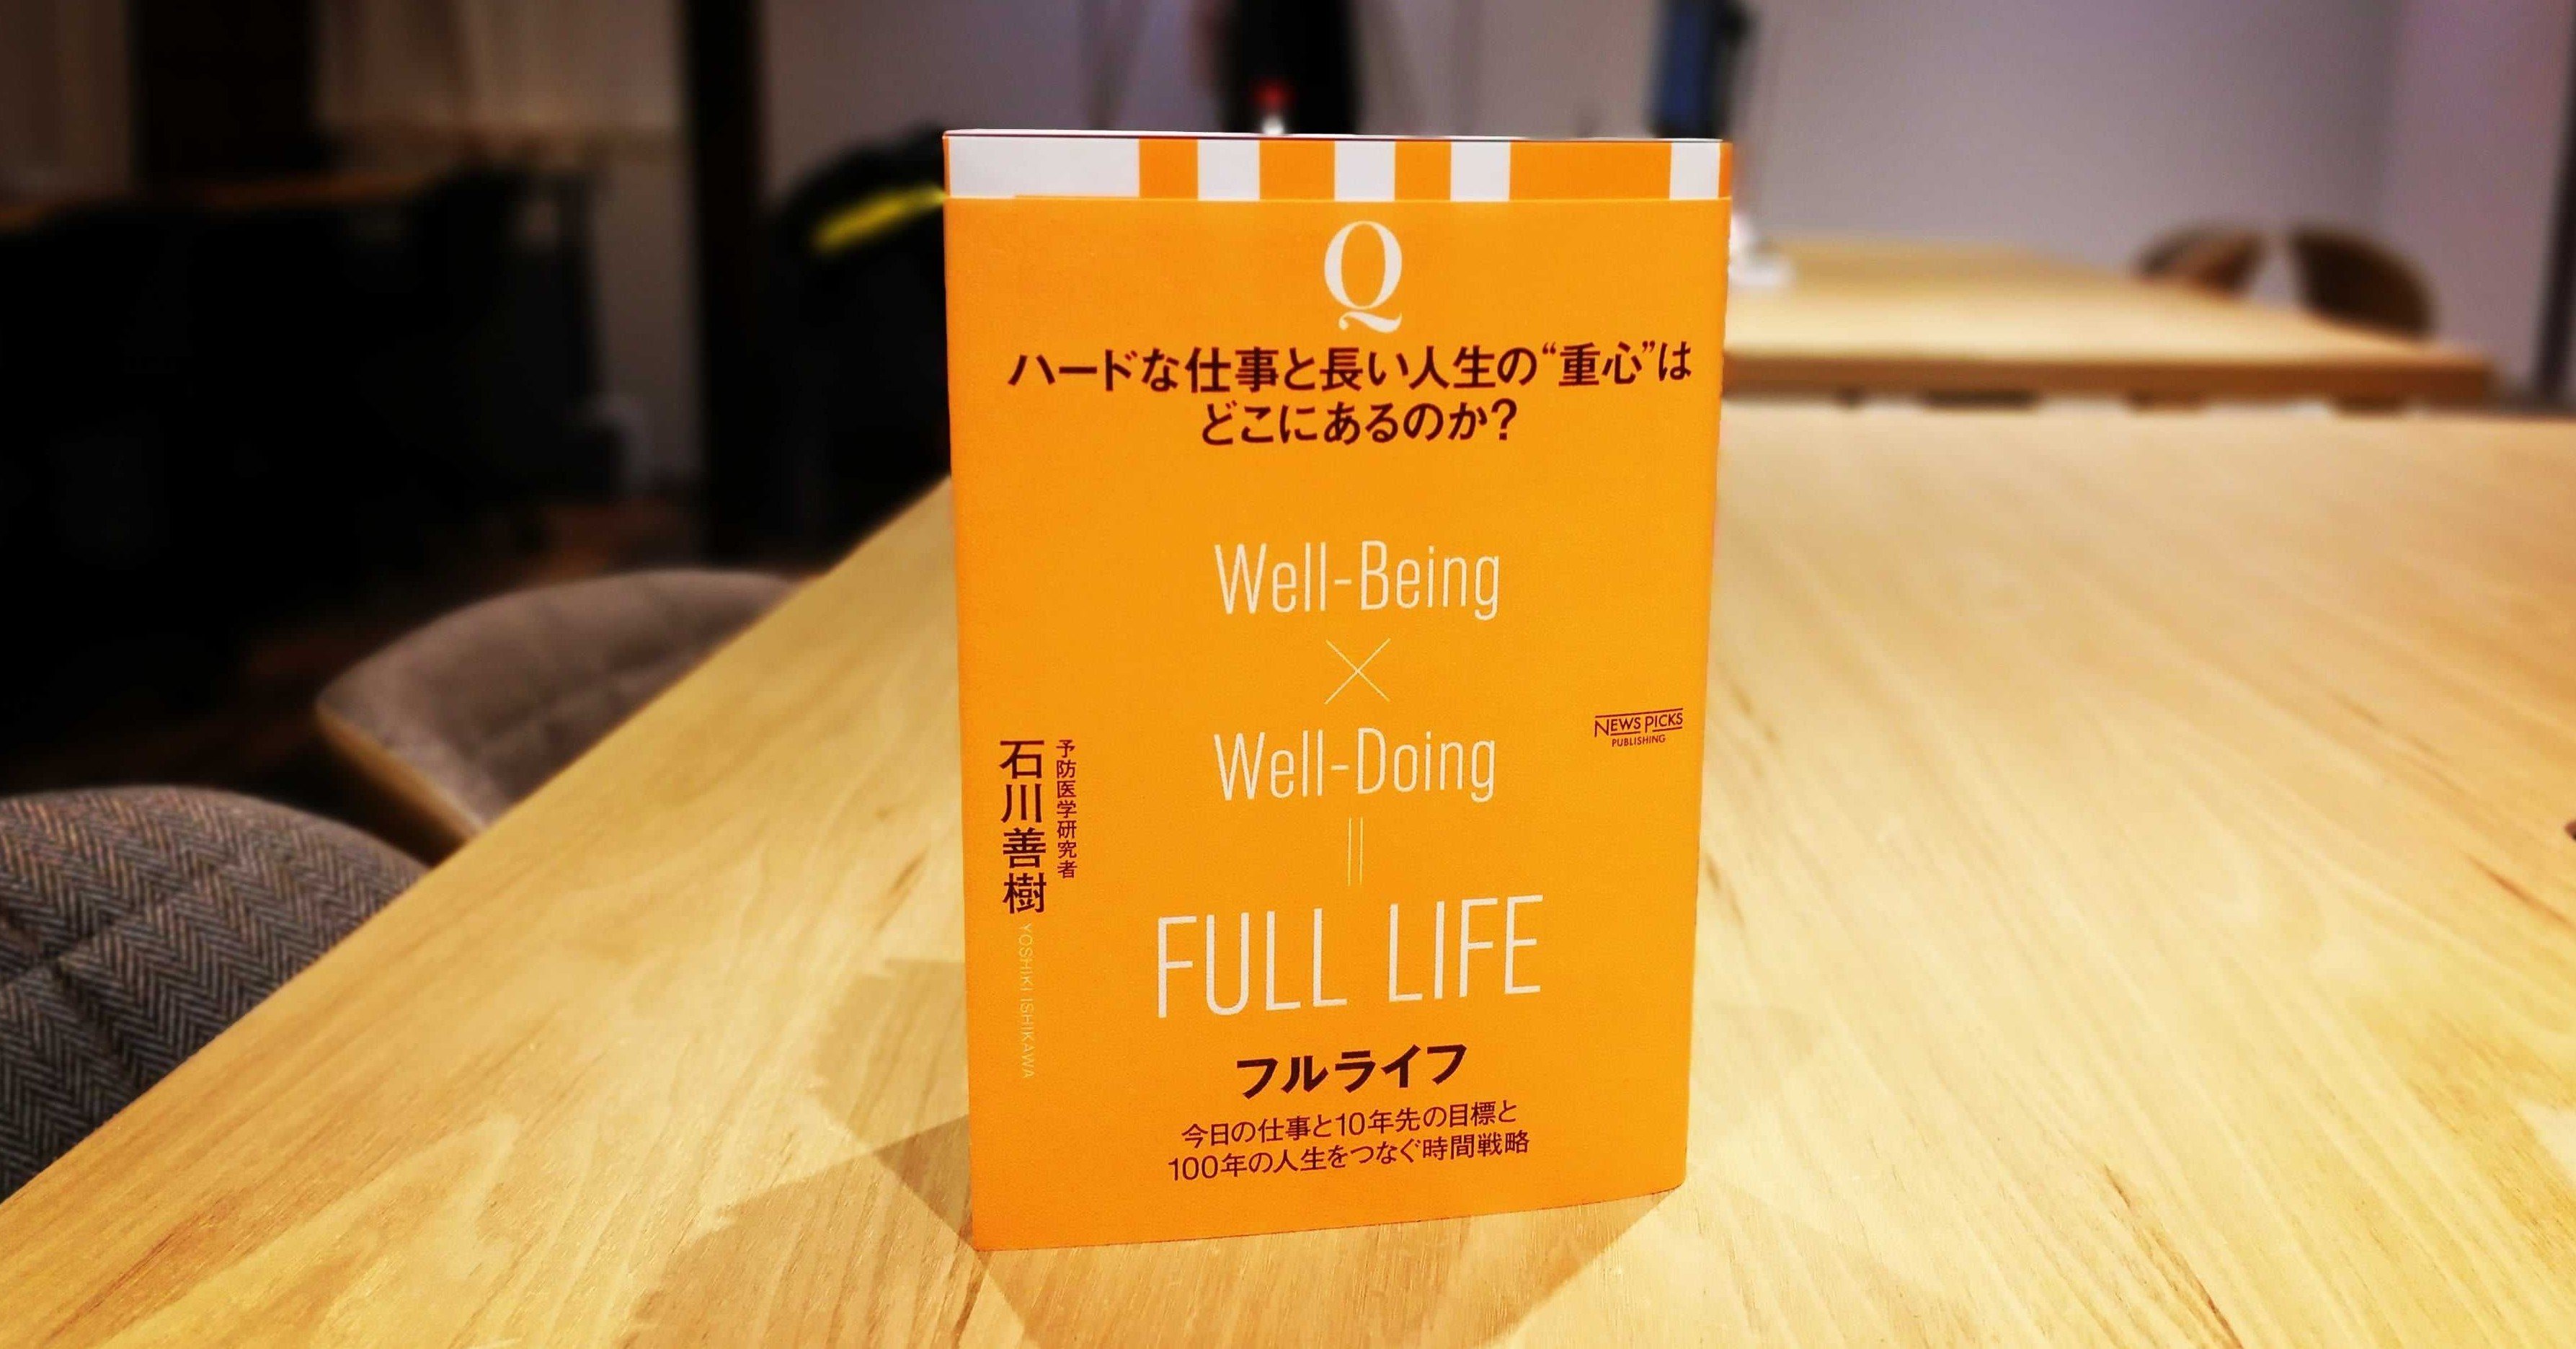 Q
ハードな仕事と長い人生の“重心”は
どこにあるのか?
Well-Being
×
Well-Doing
=
FULL LIFE
フルライフ
今日の仕事と10年先の目標と
100年の人生をつなぐ時間戦略
予防医学研究者
石川善樹
YOSHIKI ISHIKAWA
NEWS PICKS
PUBLISHING